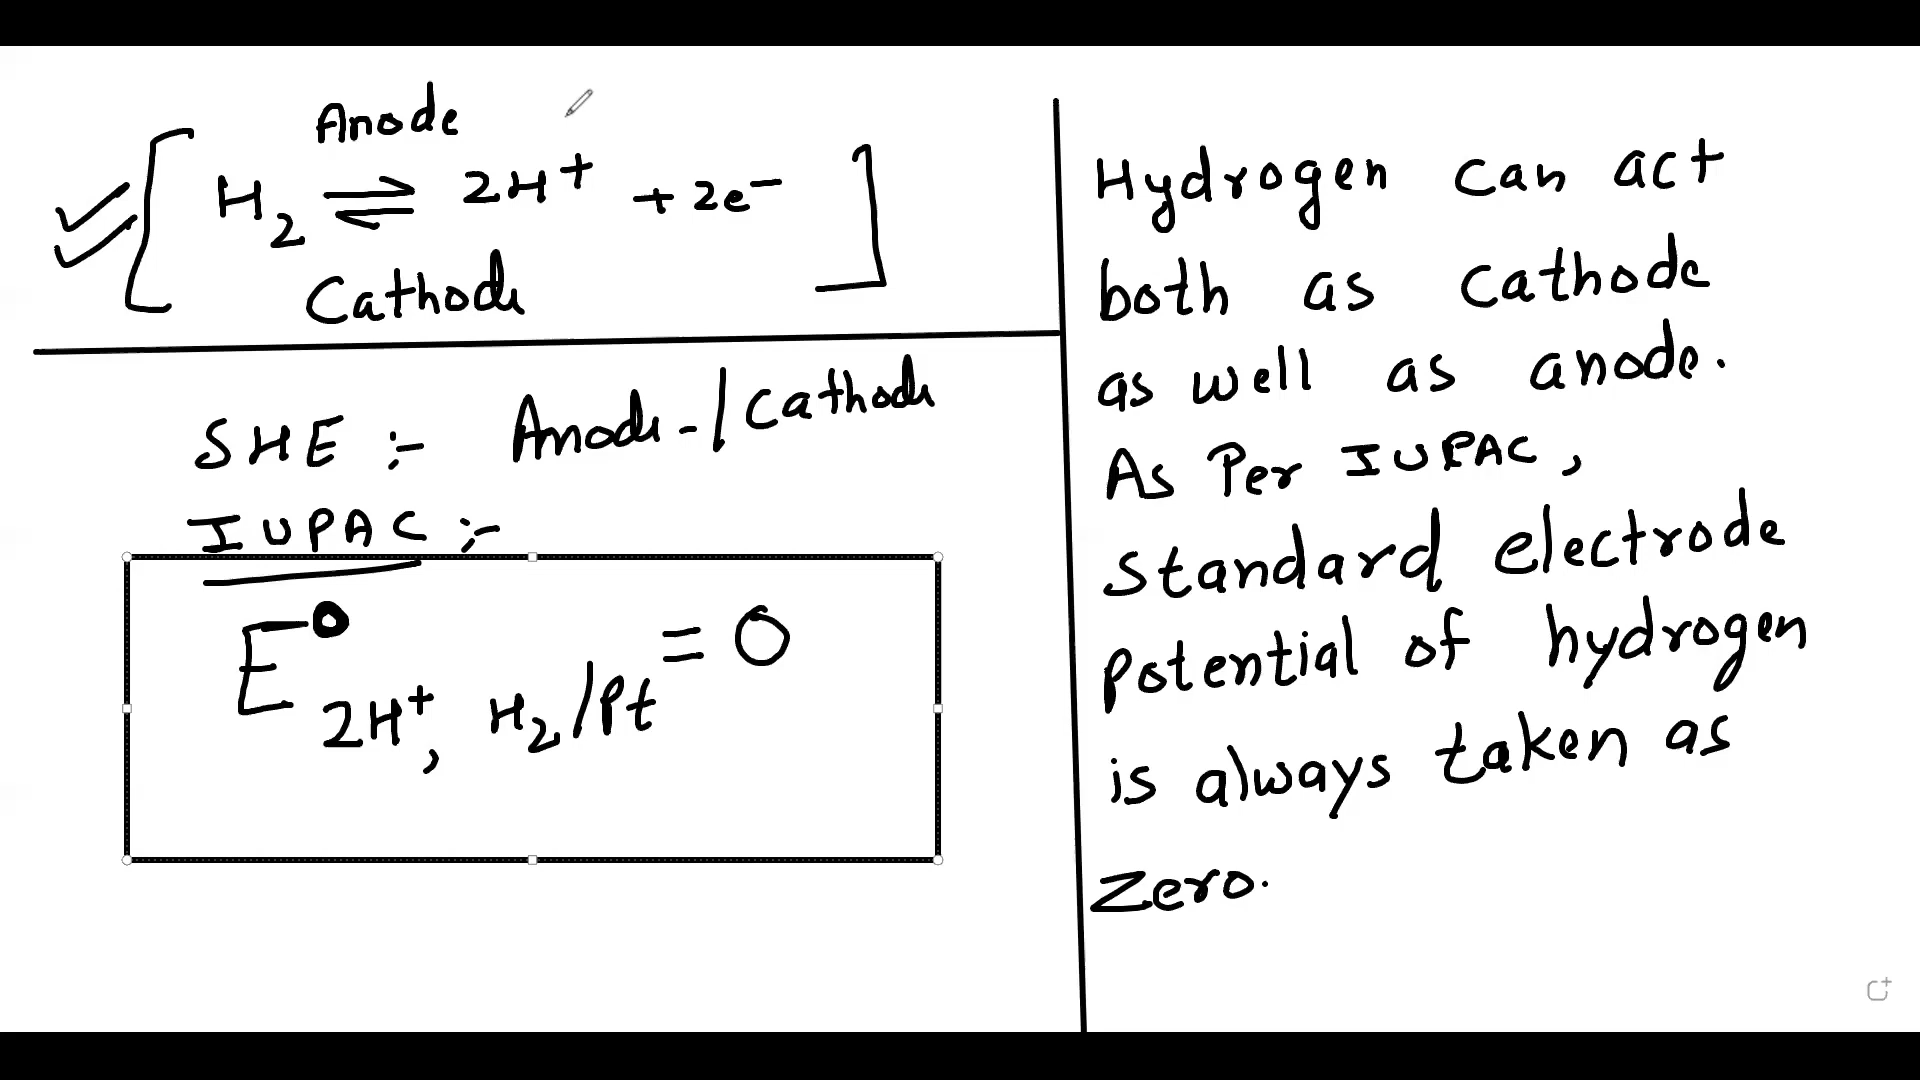 Anode
H₂ ⇌ 2H⁺ + 2e⁻
Cathode
SHE :- Anode - / Cathode
IUPAC :-
E⁰ 2H⁺, H₂/Pt = 0
Hydrogen can act
both as cathode
as well as anode.
As Per IUPAC,
standard electrode
potential of hydrogen
is always taken as
zero.